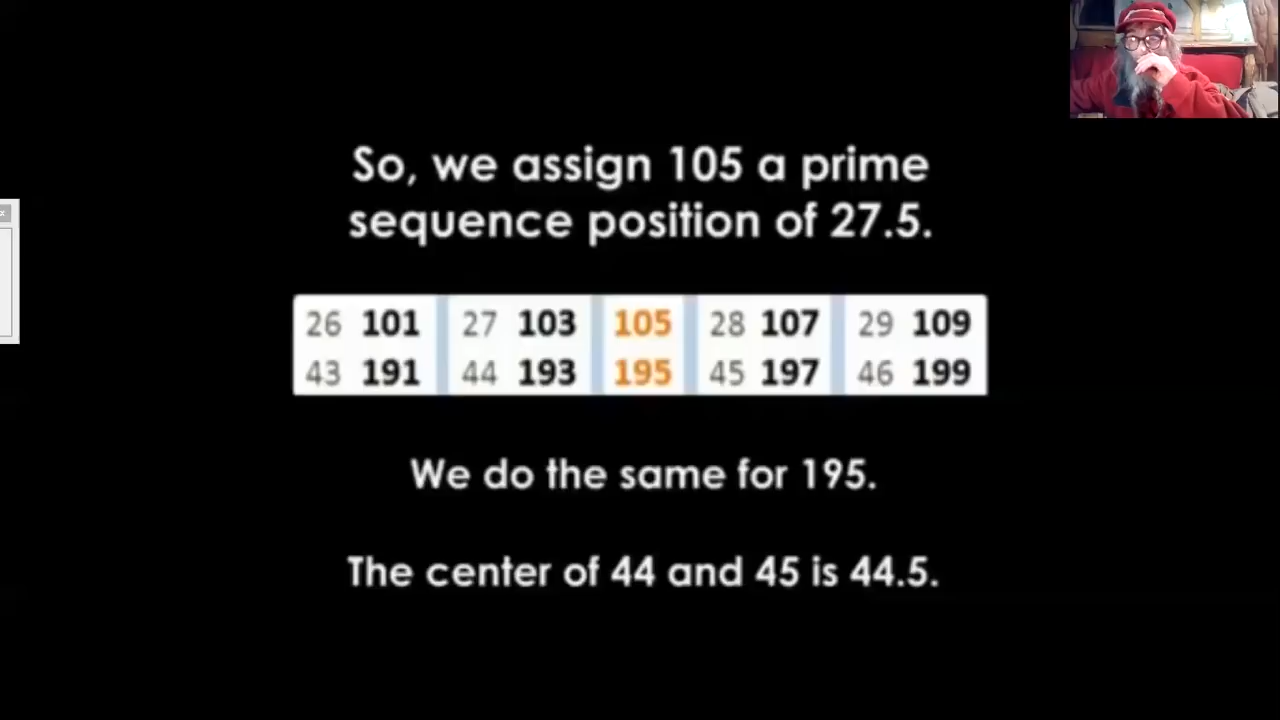 So, we assign 105 a prime
sequence position of 27.5.
26 101 27 103 105 28 107 29 109
43 191 44 193 195 45 197 46 199
We do the same for 195.
The center of 44 and 45 is 44.5.